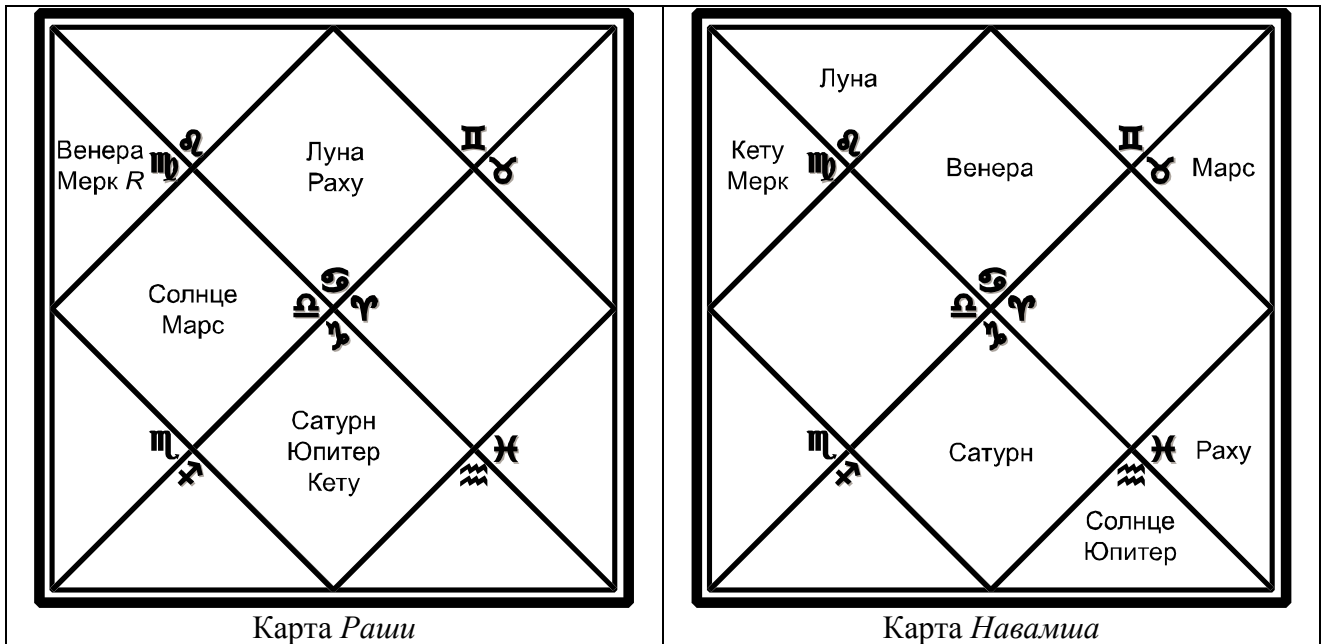 Венера
Мерк R
♍
♌
Луна
Раху
♊
♉
Солнце
Марс
♎
♋
♈
♑
Сатурн
Юпитер
Кету
♏
♐
♓
♒
Карта Раши
Луна
Кету
Мерк
♍
♌
Венера
♊
♉
Марс
♎
♋
♈
♑
♏
♐
Сатурн
♓
♒
Раху
Солнце
Юпитер
Карта Навамша